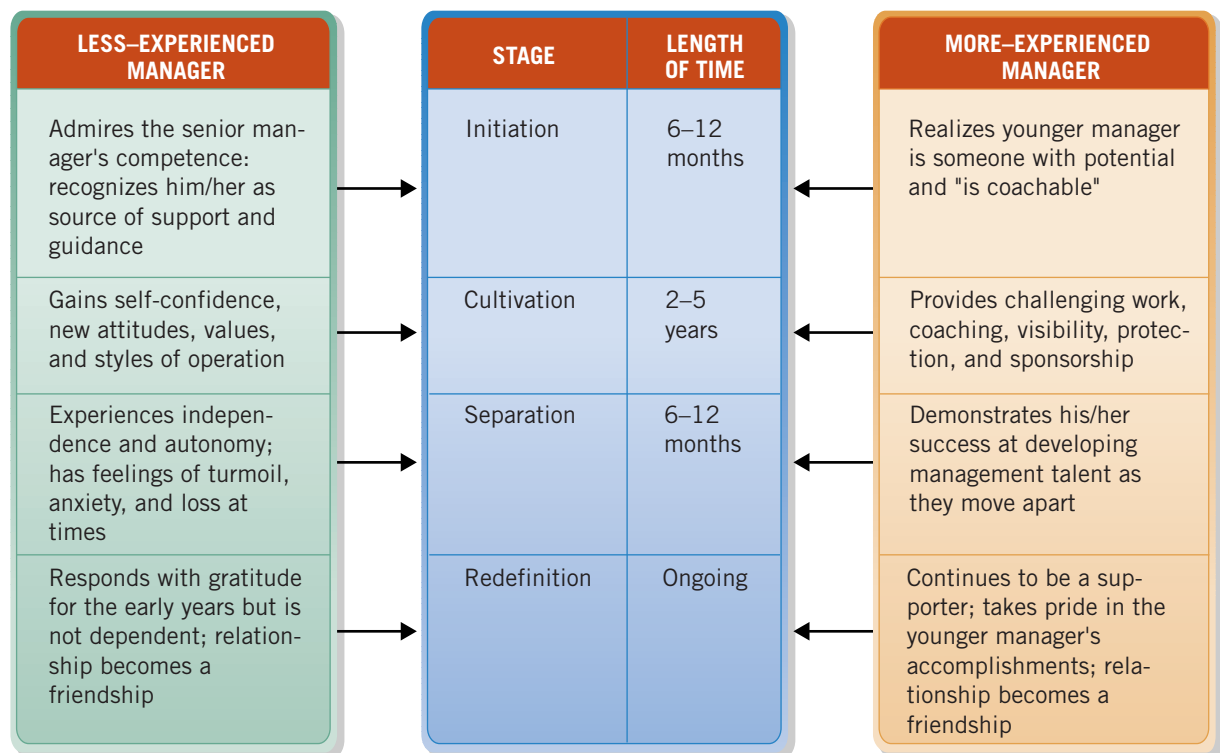 LESS–EXPERIENCED
MANAGER
Admires the senior man-
ager's competence:
recognizes him/her as
source of support and
guidance
Gains self-confidence,
new attitudes, values,
and styles of operation
Experiences indepen-
dence and autonomy;
has feelings of turmoil,
anxiety, and loss at
times
Responds with gratitude
for the early years but is
not dependent; relation-
ship becomes a
friendship
STAGE
LENGTH
OF TIME
Initiation
6–12
months
Cultivation
2–5
years
Separation
6–12
months
Redefinition
Ongoing
MORE–EXPERIENCED
MANAGER
Realizes younger manager
is someone with potential
and "is coachable"
Provides challenging work,
coaching, visibility, protec-
tion, and sponsorship
Demonstrates his/her
success at developing
management talent as
they move apart
Continues to be a sup-
porter; takes pride in the
younger manager's
accomplishments; rela-
tionship becomes a
friendship